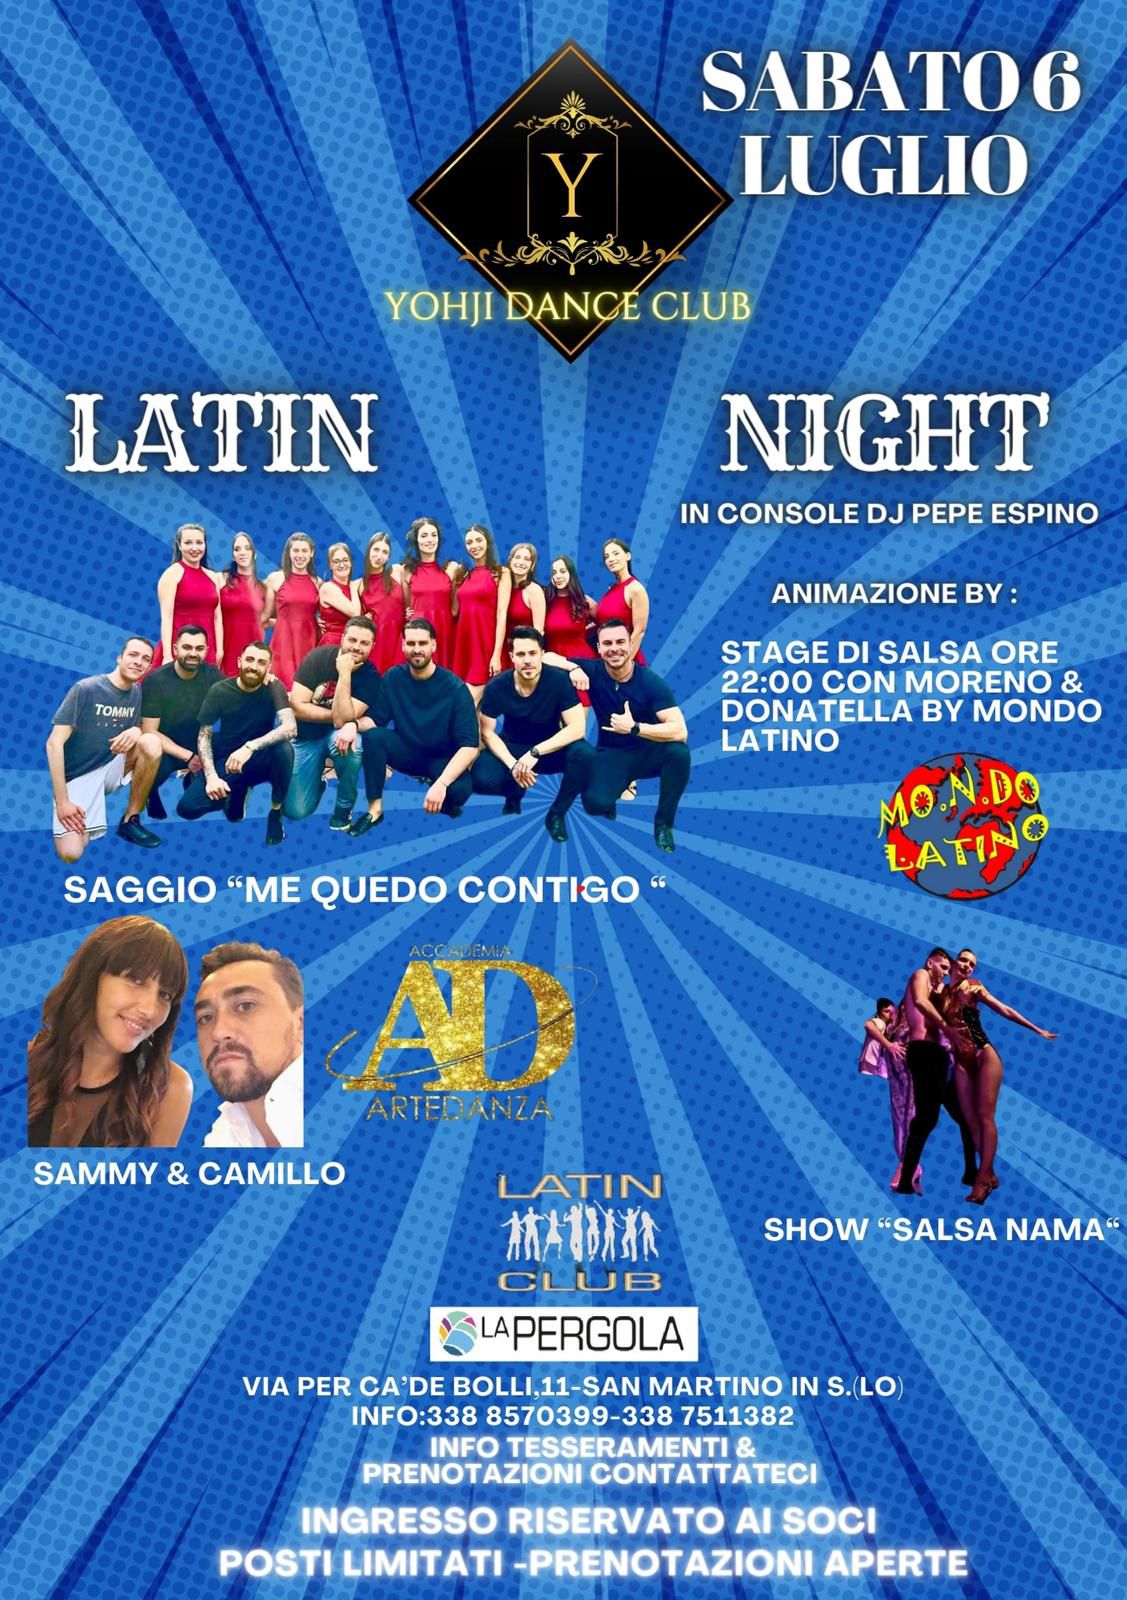 SABATO 6
LUGLIO
Y
YOHJI DANCE CLUB
LATIN NIGHT
IN CONSOLE DJ PEPE ESPINO
ANIMAZIONE BY :
STAGE DI SALSA ORE
22:00 CON MORENO &
DONATELLA BY MONDO
LATINO
TOMMY
MO.N.DO
LATINO
SAGGIO “ME QUEDO CONTIGO “
ACCADEMIA
AD
ARTEDANZA
SAMMY & CAMILLO
SHOW “SALSA NAMA“
LATIN
CLUB
LA PERGOLA
VIA PER CA’DE BOLLI,11-SAN MARTINO IN S.(LO)
INFO:338 8570399-338 7511382
INFO TESSERAMENTI &
PRENOTAZIONI CONTATTATECI
INGRESSO RISERVATO AI SOCI
POSTI LIMITATI -PRENOTAZIONI APERTE